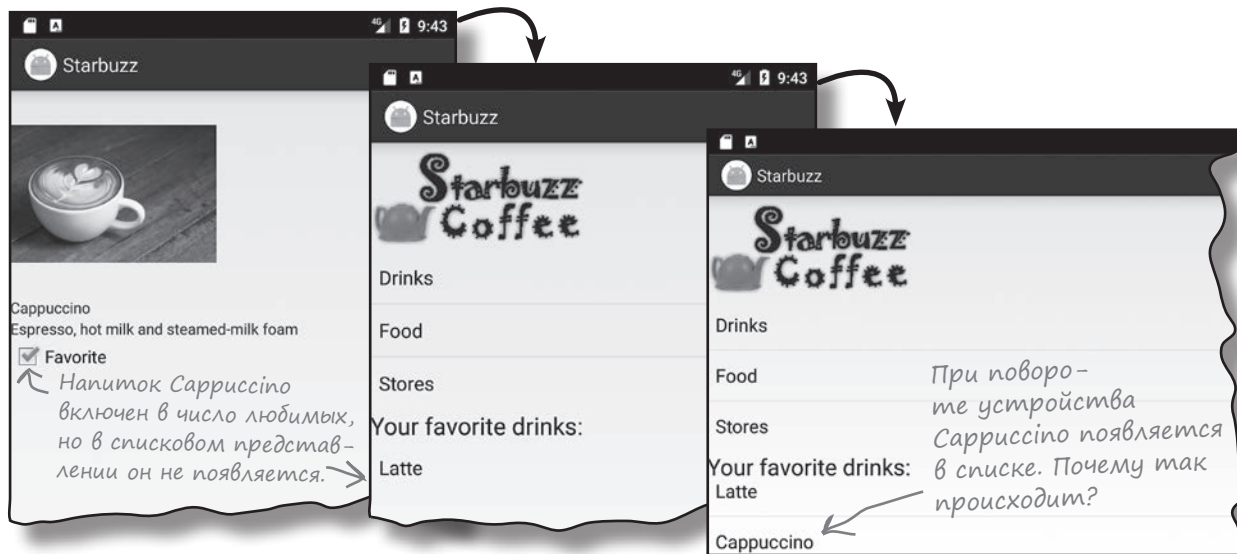 4G 9:43
Starbuzz
Cappuccino
Espresso, hot milk and steamed-milk foam
Favorite
Напиток Cappuccino
включен в число любимых,
но в списковом представ-
лении он не появляется.
4G 9:43
Starbuzz
Starbuzz
Coffee
Drinks
Food
Stores
Your favorite drinks:
Latte
Starbuzz
Starbuzz
Coffee
Drinks
Food
Stores
Your favorite drinks:
Latte
Cappuccino
При поворо-
те устройства
Cappuccino появляется
в списке. Почему так
происходит?